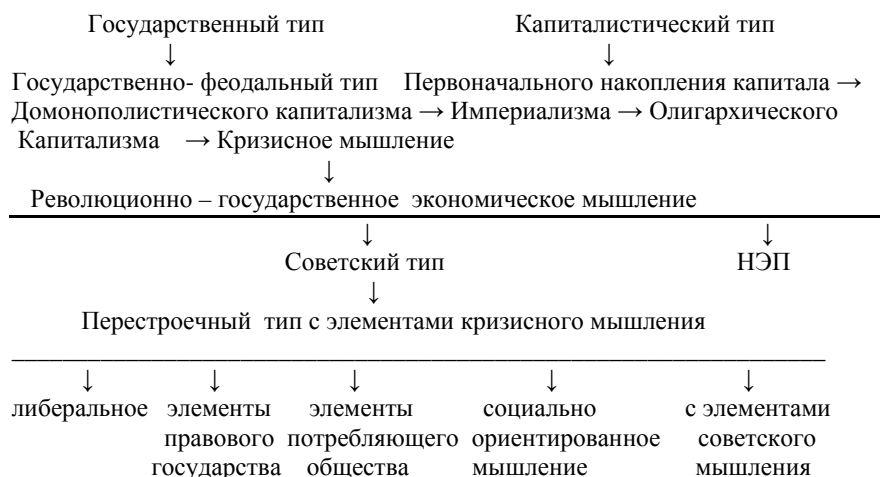 Государственный тип Капиталистический тип
↓ ↓
Государственно- феодальный тип Первоначального накопления капитала →
Домонополистического капитализма → Империализма → Олигархического
Капитализма → Кризисное мышление
↓
Революционно – государственное экономическое мышление
↓ ↓
Советский тип НЭП
↓
Перестроечный тип с элементами кризисного мышления
↓ ↓ ↓ ↓ ↓
либеральное элементы элементы социально с элементами
правового потребляющего ориентированное советского
государства общества мышление мышления